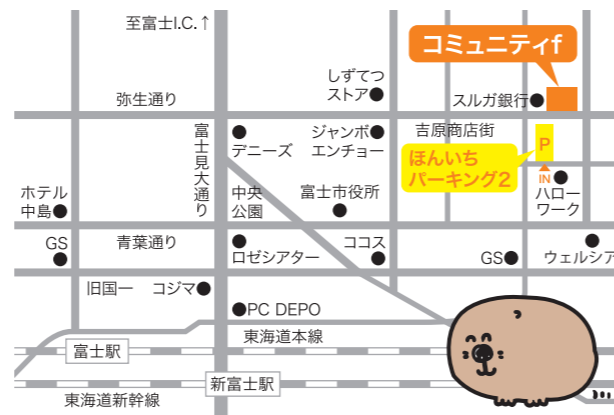 至富士I.C.↑
コミュニティf
しずてつ
ストア
弥生通り
スルガ銀行
富士見大通り
デニーズ
ジャンボ
エンチョー
吉原商店街
P
ほんいち
パーキング2
IN
ハロー
ワーク
ホテル
中島
中央
公園
富士市役所
GS
青葉通り
ロゼシアター
ココス
GS
ウェルシア
旧国一
コジマ
PC DEPO
東海道本線
富士駅
新富士駅
東海道新幹線